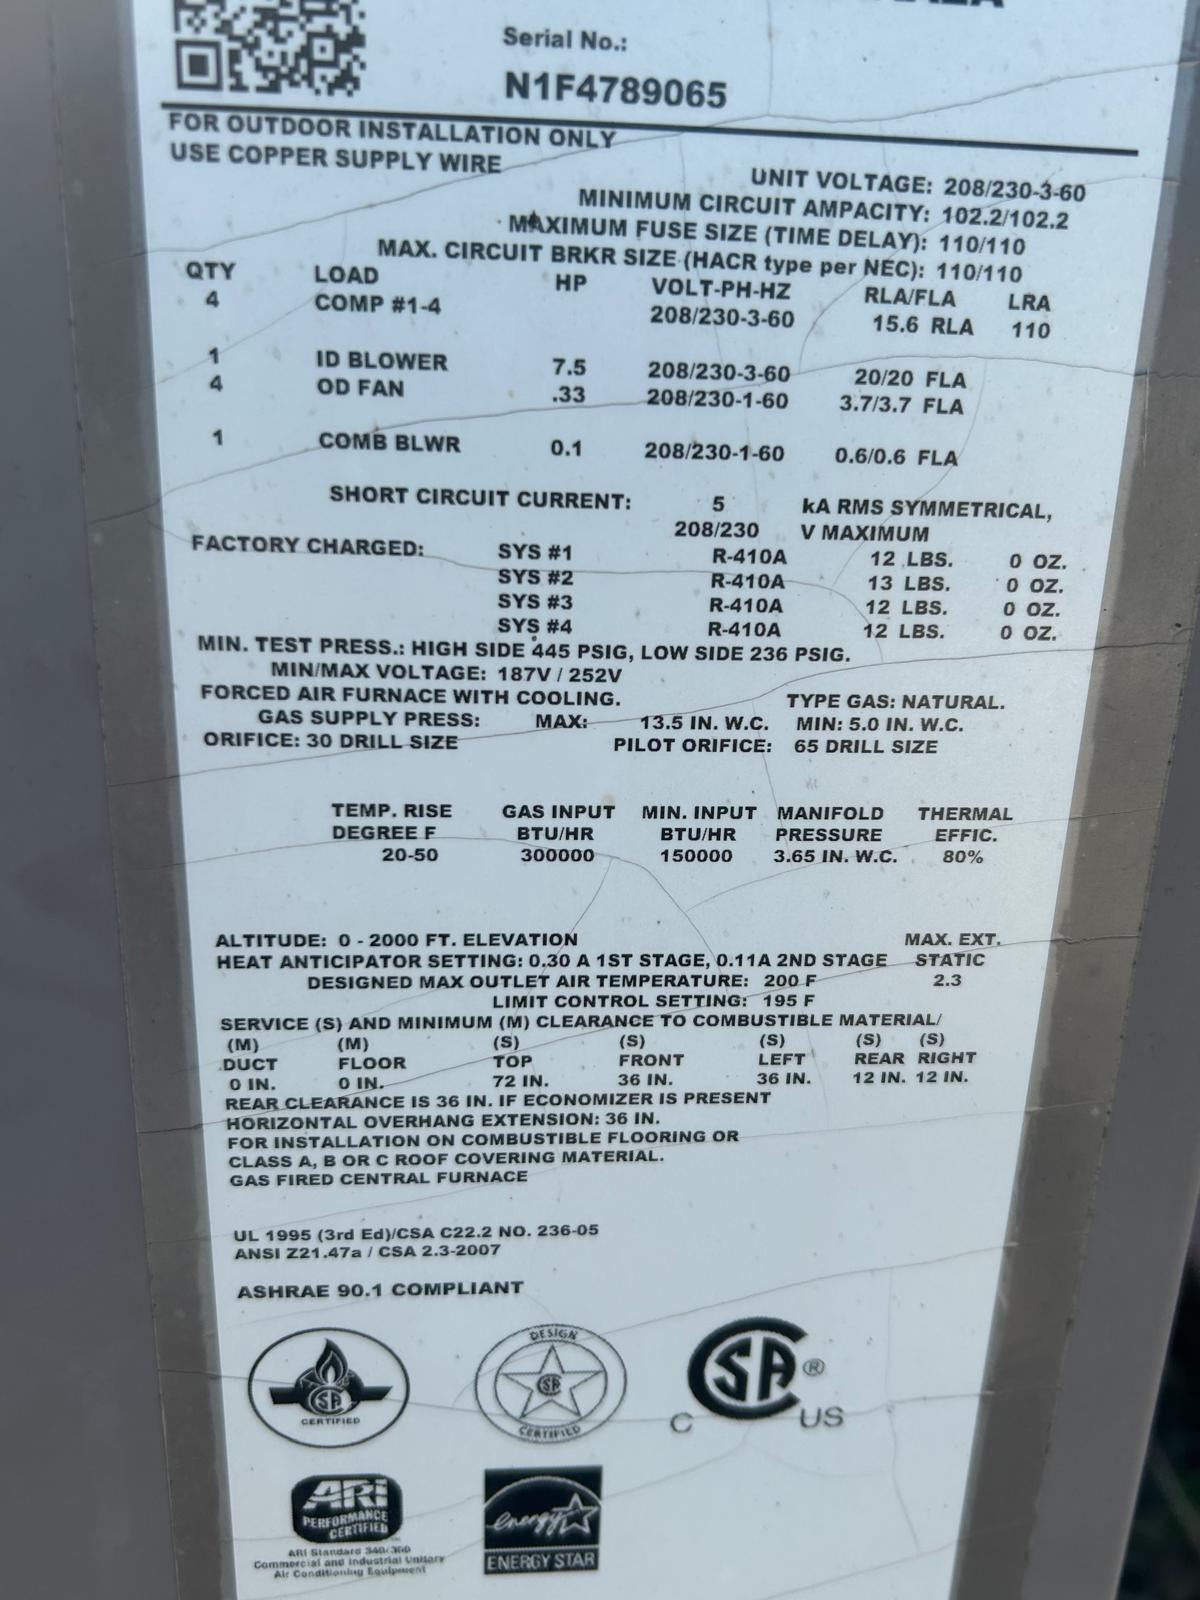 Serial No.:
N1F4789065
FOR OUTDOOR INSTALLATION ONLY
USE COPPER SUPPLY WIRE
UNIT VOLTAGE: 208/230-3-60
MINIMUM CIRCUIT AMPACITY: 102.2/102.2
MAXIMUM FUSE SIZE (TIME DELAY): 110/110
MAX. CIRCUIT BRKR SIZE (HACR type per NEC): 110/110
QTY LOAD HP VOLT-PH-HZ RLA/FLA LRA
4 COMP #1-4 208/230-3-60 15.6 RLA 110
1 ID BLOWER 7.5 208/230-3-60 20/20 FLA
4 OD FAN .33 208/230-1-60 3.7/3.7 FLA
1 COMB BLWR 0.1 208/230-1-60 0.6/0.6 FLA
SHORT CIRCUIT CURRENT: 5 kA RMS SYMMETRICAL,
208/230 V MAXIMUM
FACTORY CHARGED: SYS #1 R-410A 12 LBS. 0 OZ.
SYS #2 R-410A 13 LBS. 0 OZ.
SYS #3 R-410A 12 LBS. 0 OZ.
SYS #4 R-410A 12 LBS. 0 OZ.
MIN. TEST PRESS.: HIGH SIDE 445 PSIG, LOW SIDE 236 PSIG.
MIN/MAX VOLTAGE: 187V / 252V
FORCED AIR FURNACE WITH COOLING. TYPE GAS: NATURAL.
GAS SUPPLY PRESS: MAX: 13.5 IN. W.C. MIN: 5.0 IN. W.C.
ORIFICE: 30 DRILL SIZE PILOT ORIFICE: 65 DRILL SIZE
TEMP. RISE GAS INPUT MIN. INPUT MANIFOLD THERMAL
DEGREE F BTU/HR BTU/HR PRESSURE EFFIC.
20-50 300000 150000 3.65 IN. W.C. 80%
ALTITUDE: 0 - 2000 FT. ELEVATION MAX. EXT.
HEAT ANTICIPATOR SETTING: 0.30 A 1ST STAGE, 0.11A 2ND STAGE STATIC
DESIGNED MAX OUTLET AIR TEMPERATURE: 200 F 2.3
LIMIT CONTROL SETTING: 195 F
SERVICE (S) AND MINIMUM (M) CLEARANCE TO COMBUSTIBLE MATERIAL/
(M) (M) (S) (S) (S) (S) (S)
DUCT FLOOR TOP FRONT LEFT REAR RIGHT
0 IN. 0 IN. 72 IN. 36 IN. 36 IN. 12 IN. 12 IN.
REAR CLEARANCE IS 36 IN. IF ECONOMIZER IS PRESENT
HORIZONTAL OVERHANG EXTENSION: 36 IN.
FOR INSTALLATION ON COMBUSTIBLE FLOORING OR
CLASS A, B OR C ROOF COVERING MATERIAL.
GAS FIRED CENTRAL FURNACE
UL 1995 (3rd Ed)/CSA C22.2 NO. 236-05
ANSI Z21.47a / CSA 2.3-2007
ASHRAE 90.1 COMPLIANT
SA CERTIFIED
DESIGN SA CERTIFIED
C SA ® US
ARI
PERFORMANCE
CERTIFIED
ARI Standard 340/360
Commercial and Industrial Unitary
Air Conditioning Equipment
energy
ENERGY STAR